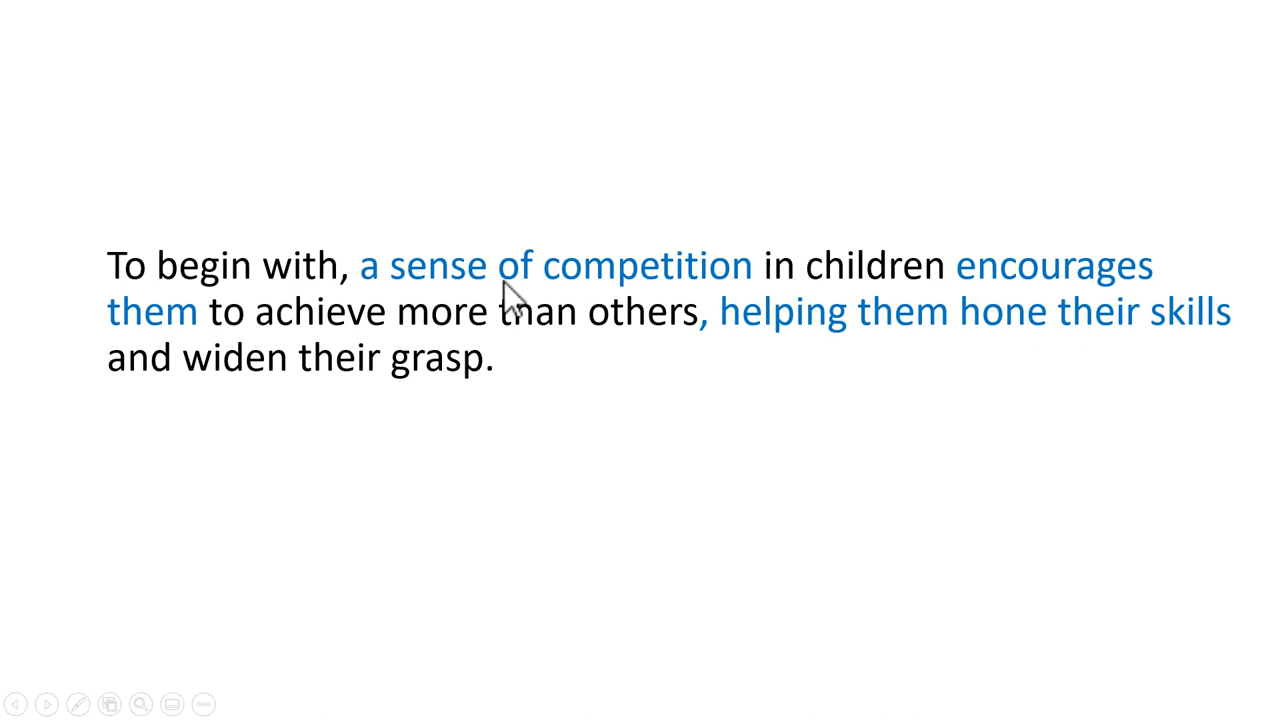 To begin with, a sense of competition in children encourages
them to achieve more than others, helping them hone their skills
and widen their grasp.